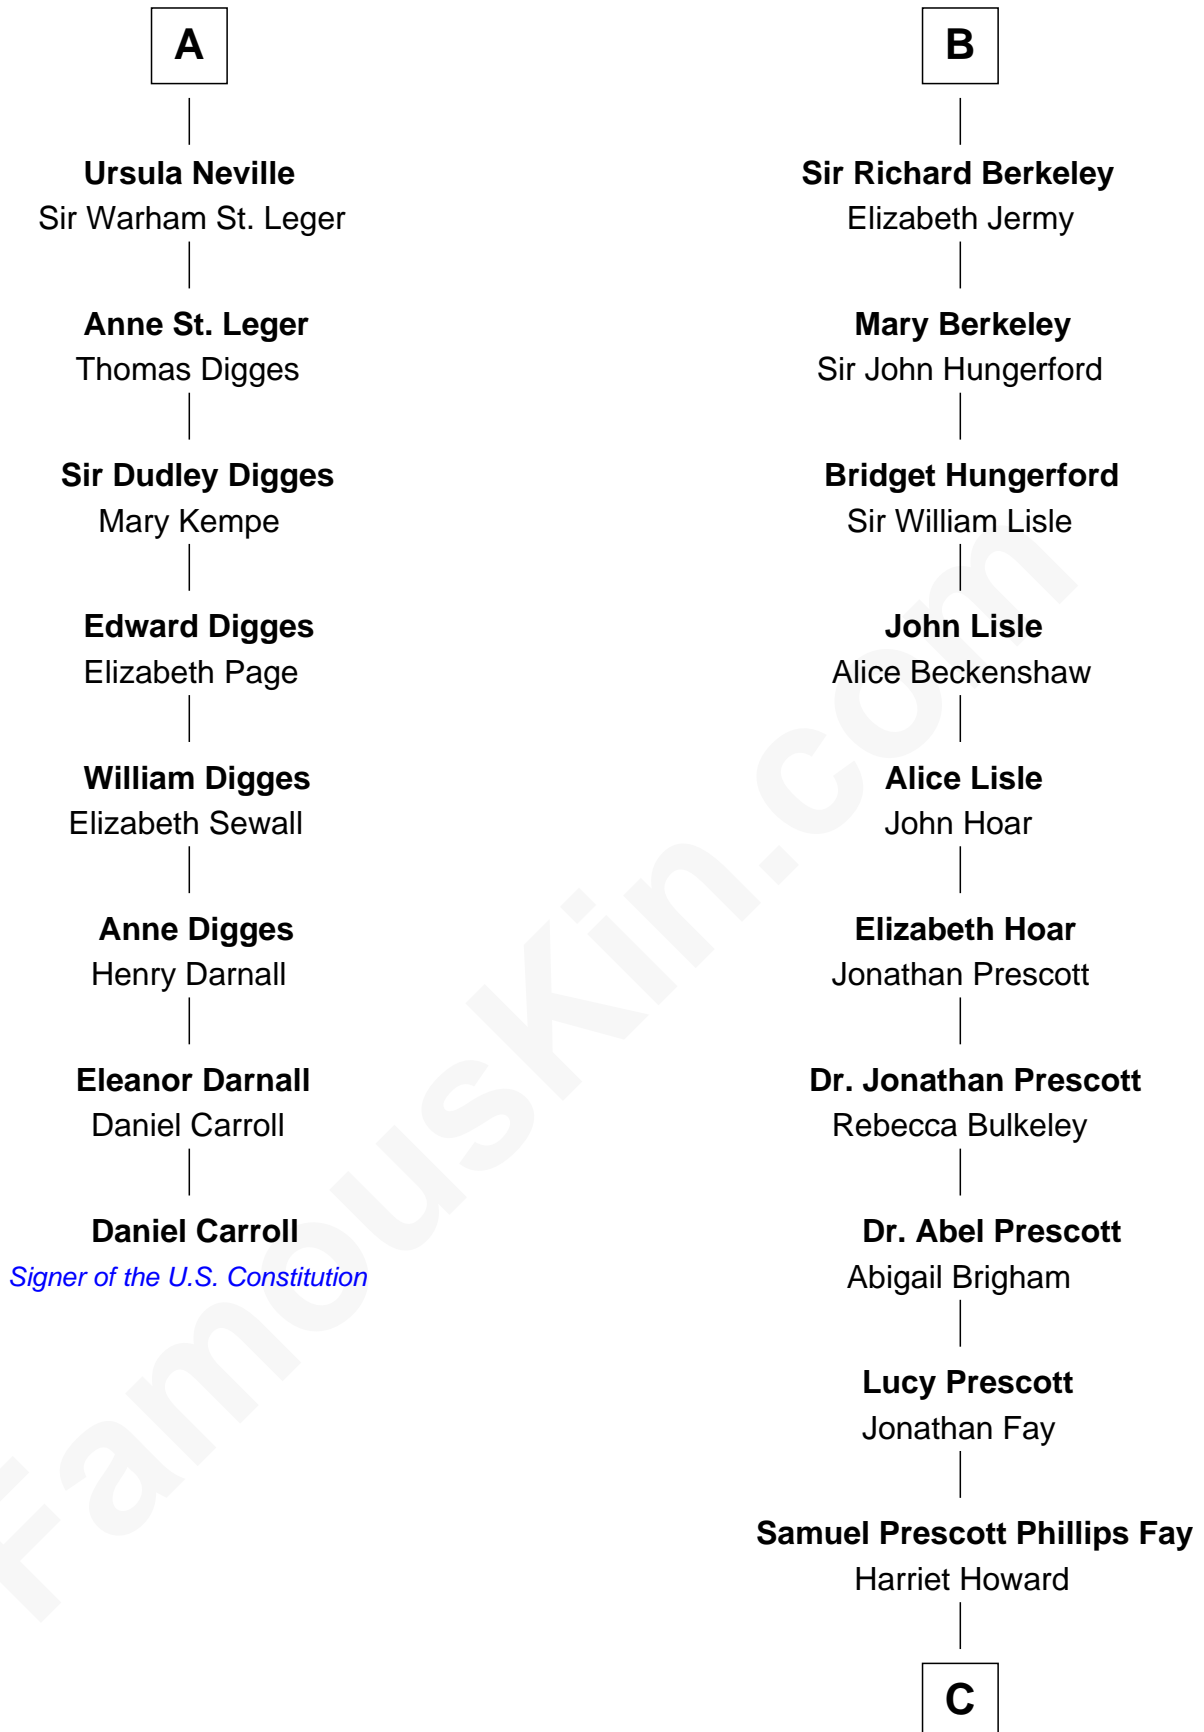 A
Ursula Neville
Sir Warham St. Leger
Anne St. Leger
Thomas Digges
Sir Dudley Digges
Mary Kempe
Edward Digges
Elizabeth Page
William Digges
Elizabeth Sewall
Anne Digges
Henry Darnall
Eleanor Darnall
Daniel Carroll
Daniel Carroll
Signer of the U.S. Constitution
B
Sir Richard Berkeley
Elizabeth Jermy
Mary Berkeley
Sir John Hungerford
Bridget Hungerford
Sir William Lisle
John Lisle
Alice Beckenshaw
Alice Lisle
John Hoar
Elizabeth Hoar
Jonathan Prescott
Dr. Jonathan Prescott
Rebecca Bulkeley
Dr. Abel Prescott
Abigail Brigham
Lucy Prescott
Jonathan Fay
Samuel Prescott Phillips Fay
Harriet Howard
C
FamousKin.com